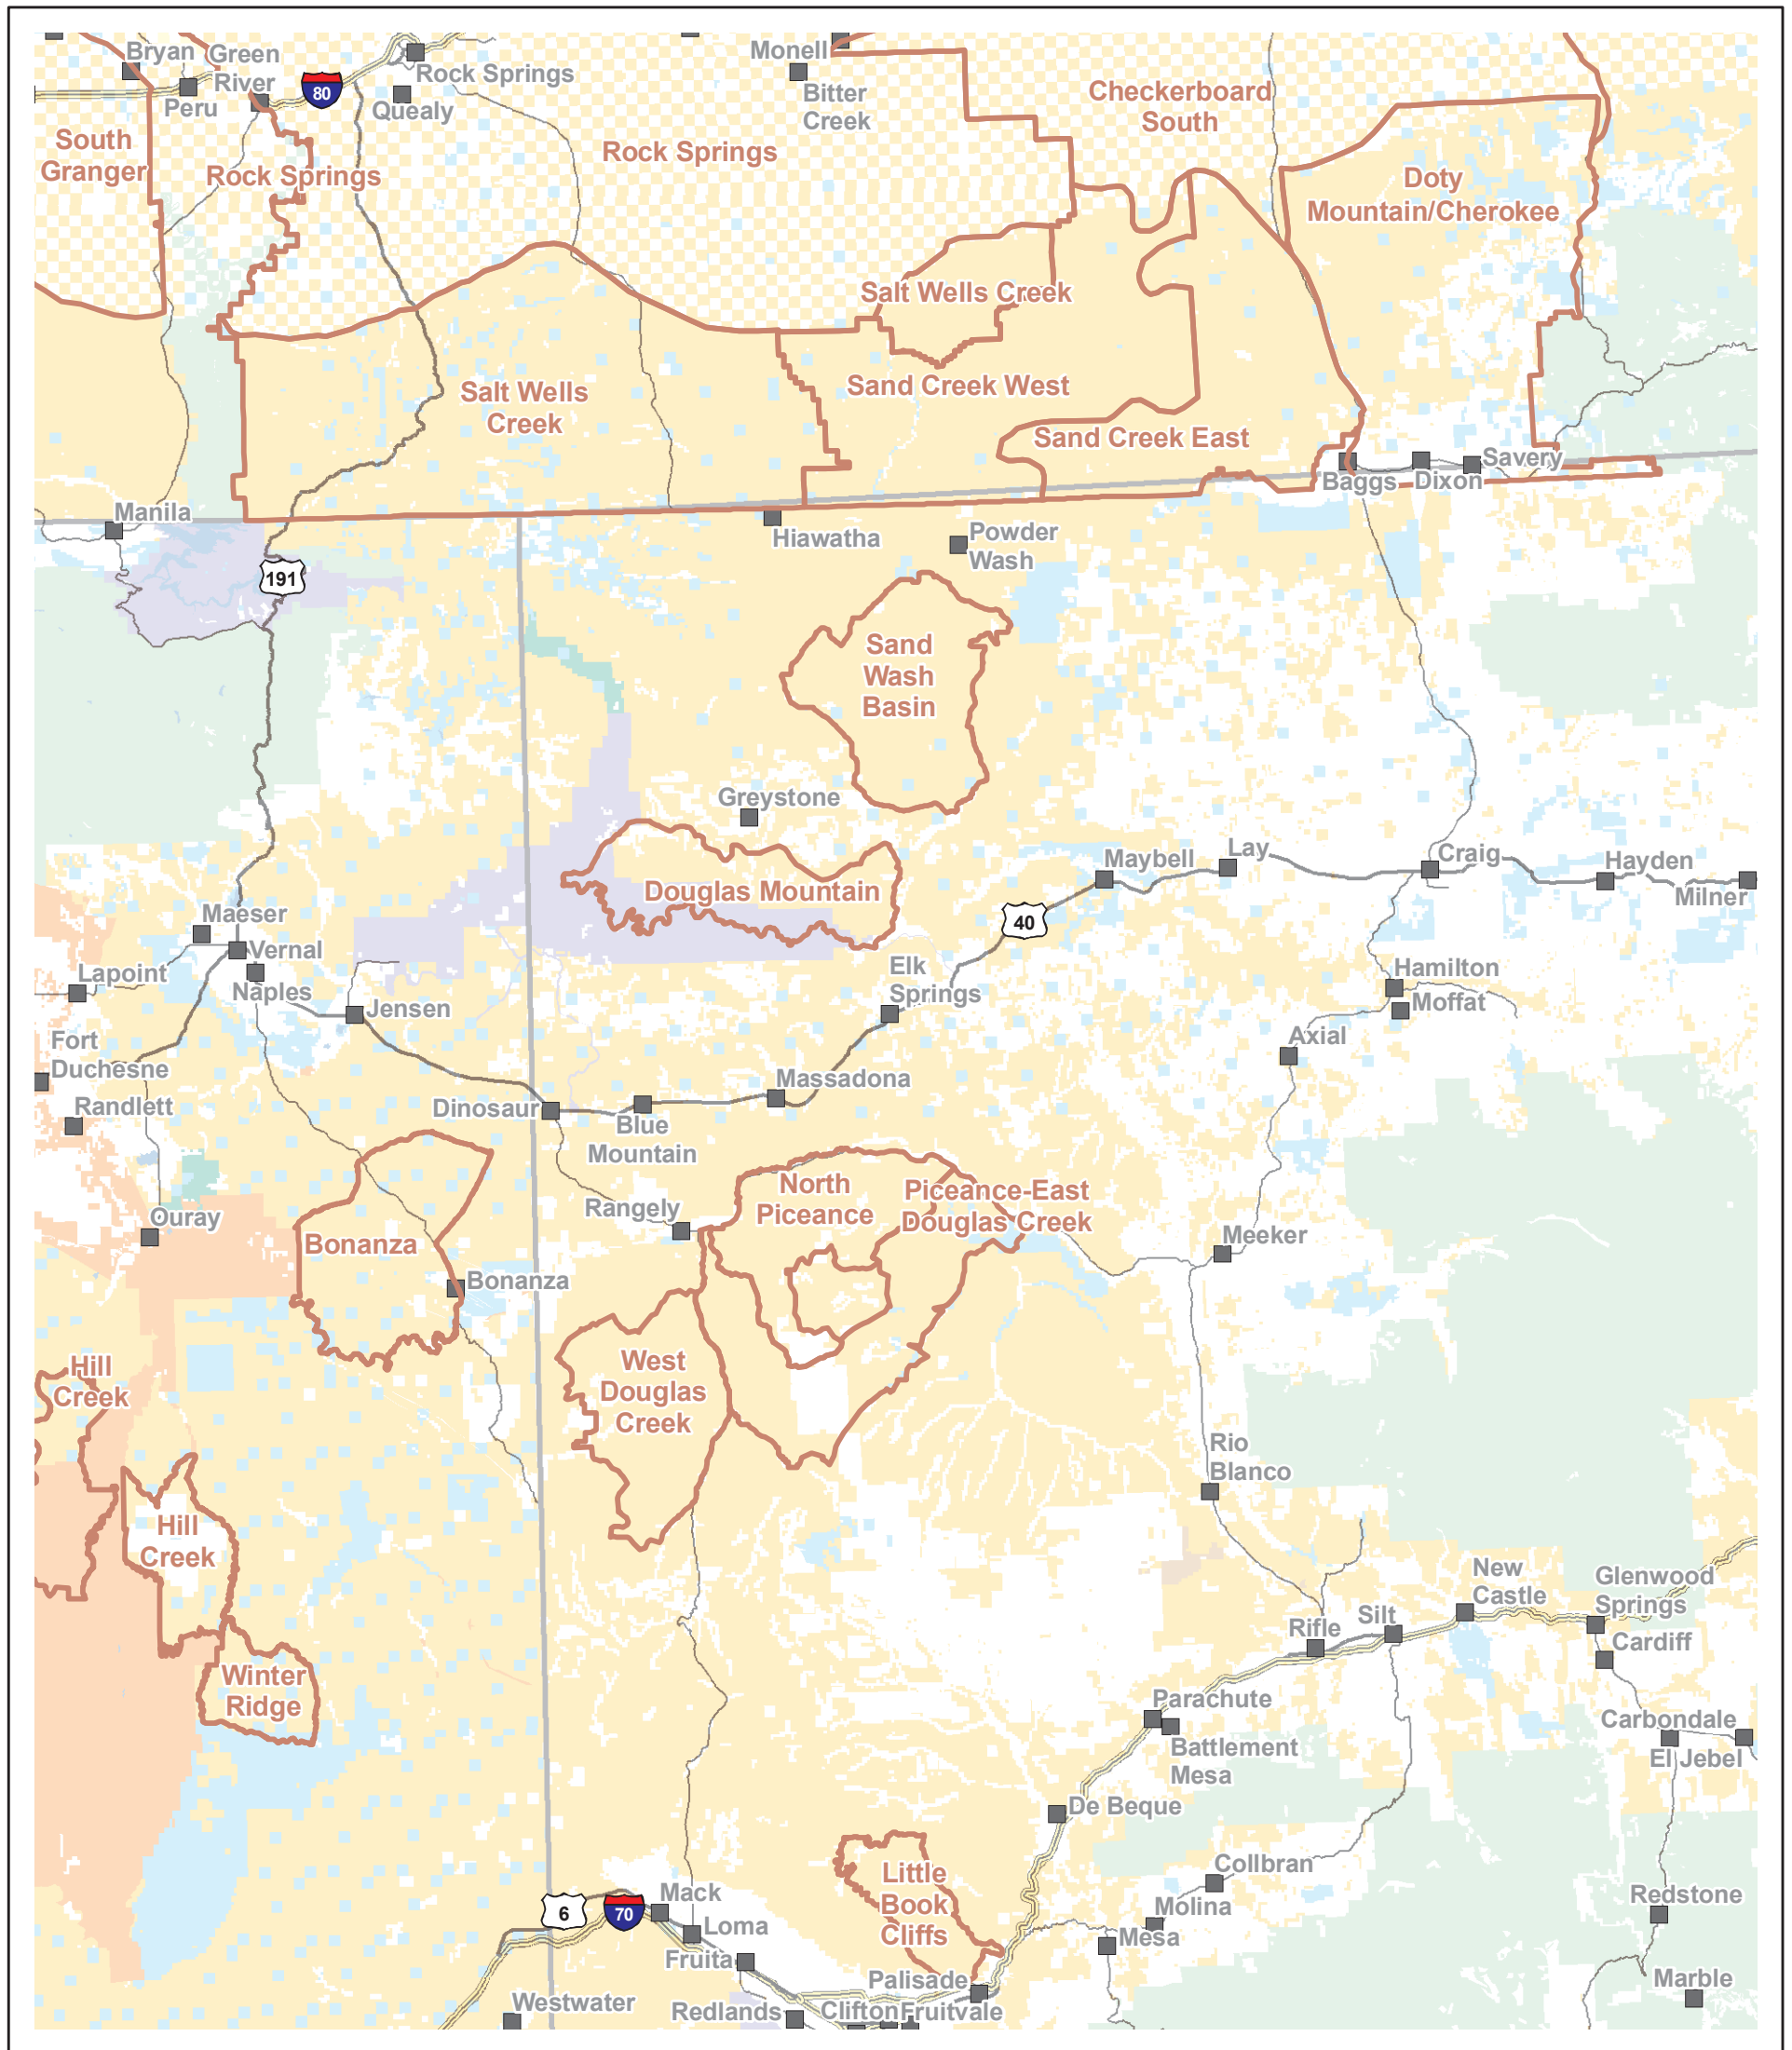 Bryan
Green
River
Peru
80
Rock Springs
Quealy
Monell
Bitter
Creek
Checkerboard
South
South
Granger
Rock Springs
Rock Springs
Doty
Mountain/Cherokee
Salt Wells Creek
Salt Wells
Creek
Sand Creek West
Sand Creek East
Savery
Baggs
Dixon
Manila
Hiawatha
Powder
Wash
191
Sand
Wash
Basin
Greystone
Douglas Mountain
Maybell
Lay
Craig
Hayden
Milner
40
Maeser
Vernal
Lapoint
Naples
Jensen
Elk
Springs
Hamilton
Moffat
Axial
Fort
Duchesne
Randlett
Dinosaur
Blue
Mountain
Massadona
Ouray
Bonanza
Bonanza
Rangely
North
Piceance
Piceance-East
Douglas Creek
Meeker
Hill
Creek
West
Douglas
Creek
Rio
Blanco
Hill
Creek
Winter
Ridge
New
Castle
Glenwood
Springs
Rifle
Silt
Cardiff
Parachute
Battlement
Mesa
Carbondale
El Jebel
De Beque
Little
Book
Cliffs
Collbran
Molina
Mesa
Redstone
Marble
6
70
Mack
Loma
Fruita
Palisade
Westwater
Redlands
Clifton
Fruitvale